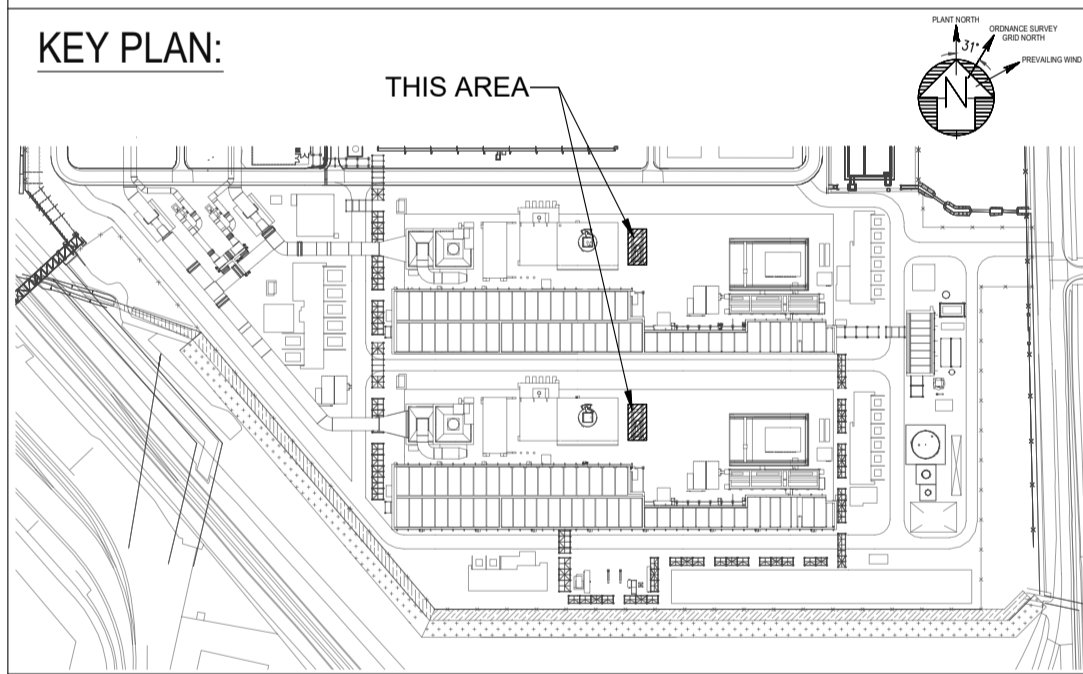 KEY PLAN:
THIS AREA
PLANT NORTH
ORDNANCE SURVEY
GRID NORTH
31°
PREVAILING WIND
N